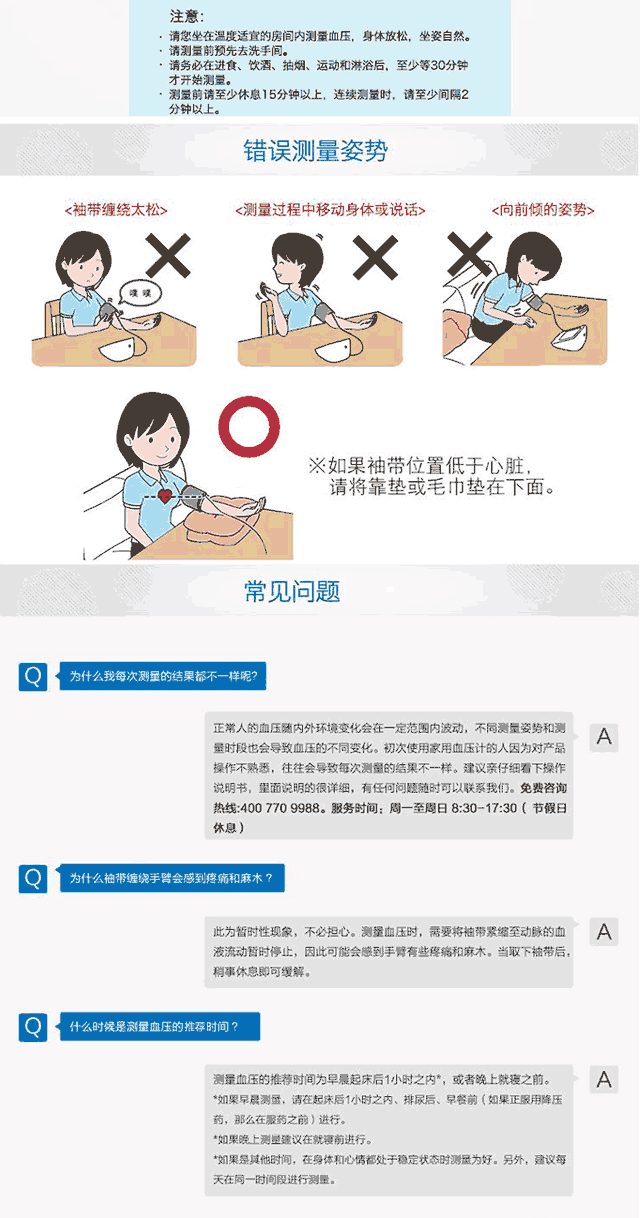 注意：
· 请您坐在温度适宜的房间内测量血压，身体放松，坐姿自然。
· 请测量前预先去洗手间。
· 请务必在进食、饮酒、抽烟、运动和淋浴后，至少等30分钟
才开始测量。
· 测量前请至少休息15分钟以上，连续测量时，请至少间隔2
分钟以上。
错误测量姿势
<袖带缠绕太松>
<测量过程中移动身体或说话>
<向前倾的姿势>
噗 噗
※如果袖带位置低于心脏，
请将靠垫或毛巾垫在下面。
常见问题
Q 为什么我每次测量的结果都不一样呢?
A
正常人的血压随内外环境变化会在一定范围内波动，不同测量姿势和测
量时段也会导致血压的不同变化。初次使用家用血压计的人因为对产品
操作不熟悉，往往会导致每次测量的结果不一样。建议亲仔细看下操作
说明书，里面说明的很详细，有任何问题随时可以联系我们。免费咨询
热线:400 770 9988。服务时间；周一至周日 8:30-17:30（ 节假日
休息）
Q 为什么袖带缠绕手臂会感到疼痛和麻木？
A
此为暂时性现象，不必担心。测量血压时，需要将袖带紧缩至动脉的血
液流动暂时停止，因此可能会感到手臂有些疼痛和麻木。当取下袖带后，
稍事休息即可缓解。
Q 什么时候是测量血压的推荐时间？
A
测量血压的推荐时间为早晨起床后1小时之内*，或者晚上就寝之前。
*如果早晨测量，请在起床后1小时之内、排尿后、早餐前（如果正服用降压
药，那么在服药之前）进行。
*如果晚上测量建议在就寝前进行。
*如果是其他时间，在身体和心情都处于稳定状态时测量为好。另外，建议每
天在同一时间段进行测量。